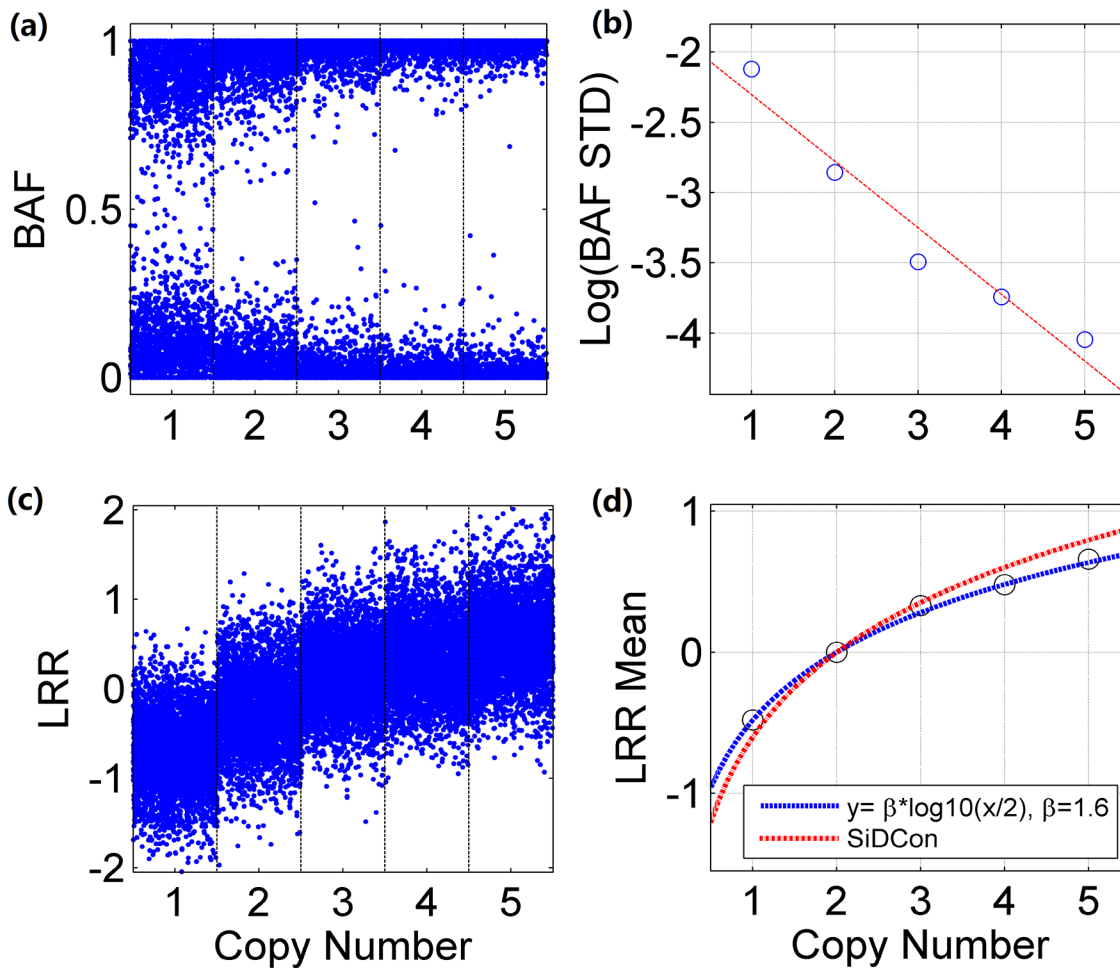 (a)
1
0.5
0
BAF
1 2 3 4 5
(b)
-2
-2.5
-3
-3.5
-4
Log(BAF STD)
1 2 3 4 5
(c)
2
1
0
-1
-2
LRR
1 2 3 4 5
Copy Number
(d)
1
0
-1
LRR Mean
y= β*log10(x/2), β=1.6
SiDCon
1 2 3 4 5
Copy Number